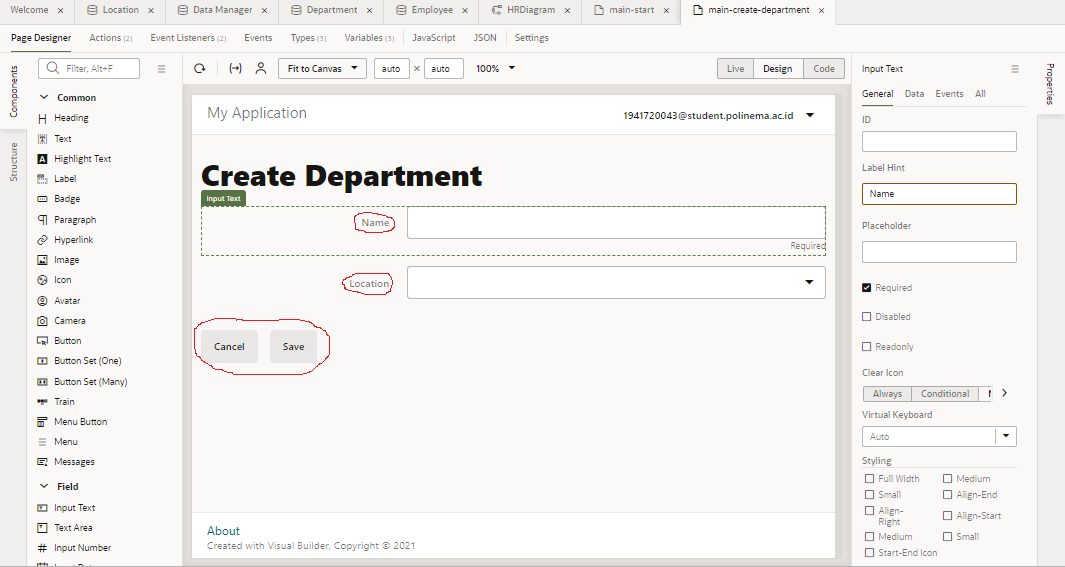 Welcome × Location × Data Manager × Department × Employee × HRDiagram × main-start × main-create-department ×
Page Designer Actions (2) Event Listeners (2) Events Types (3) Variables (3) JavaScript JSON Settings
Components
Structure
Filter, Alt+F
Common
Heading
Text
Highlight Text
Label
Badge
Paragraph
Hyperlink
Image
Icon
Avatar
Camera
Button
Button Set (One)
Button Set (Many)
Train
Menu Button
Menu
Messages
Field
Input Text
Text Area
Input Number
Fit to Canvas auto × auto 100% Live Design Code
My Application 1941720043@student.polinema.ac.id
Create Department
Input Text
Name
Required
Location
Cancel Save
About
Created with Visual Builder, Copyright © 2021
Input Text
General Data Events All
ID
Label Hint
Name
Placeholder
Required
Disabled
Readonly
Clear Icon
Always Conditional
Virtual Keyboard
Auto
Styling
Full Width Medium
Small Align-End
Align-
Right Align-Start
Medium Small
Start-End Icon
Properties